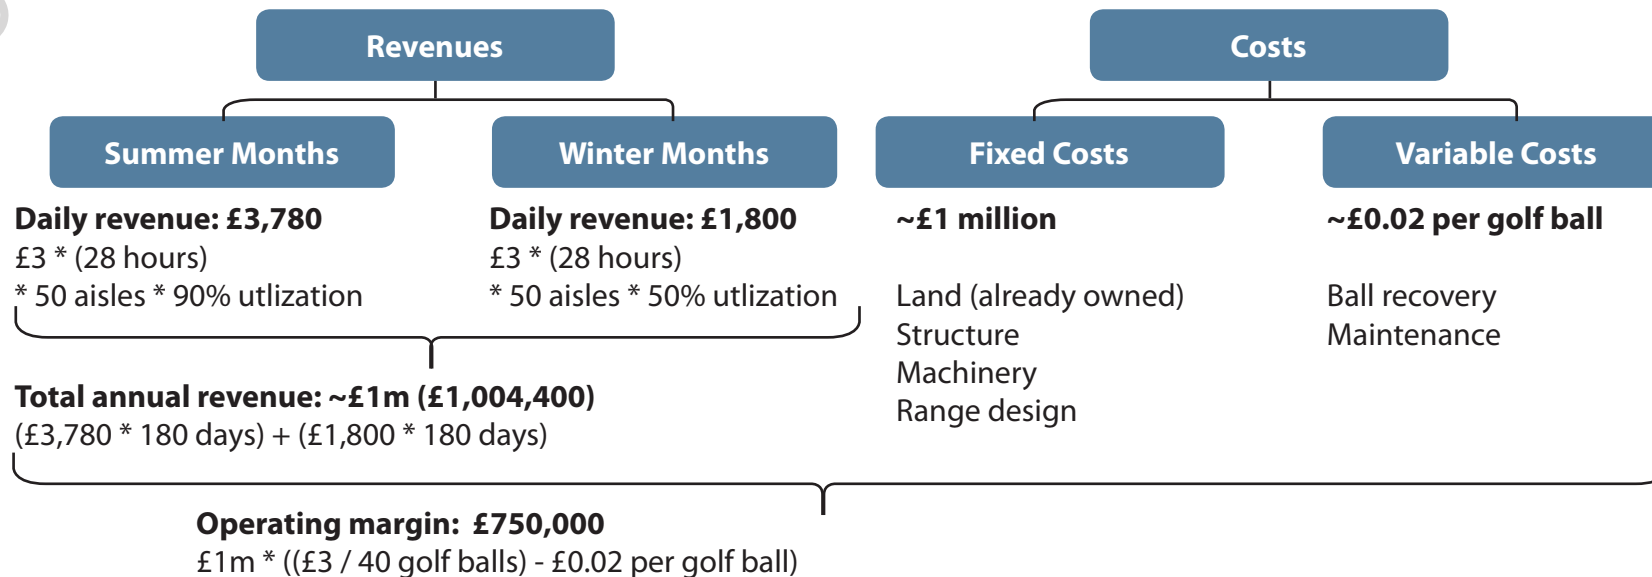 Revenues
Costs
Summer Months
Winter Months
Fixed Costs
Variable Costs
Daily revenue: £3,780
£3 * (28 hours)
* 50 aisles * 90% utlization
Daily revenue: £1,800
£3 * (28 hours)
* 50 aisles * 50% utlization
~£1 million
Land (already owned)
Structure
Machinery
Range design
~£0.02 per golf ball
Ball recovery
Maintenance
Total annual revenue: ~£1m (£1,004,400)
(£3,780 * 180 days) + (£1,800 * 180 days)
Operating margin: £750,000
£1m * ((£3 / 40 golf balls) - £0.02 per golf ball)